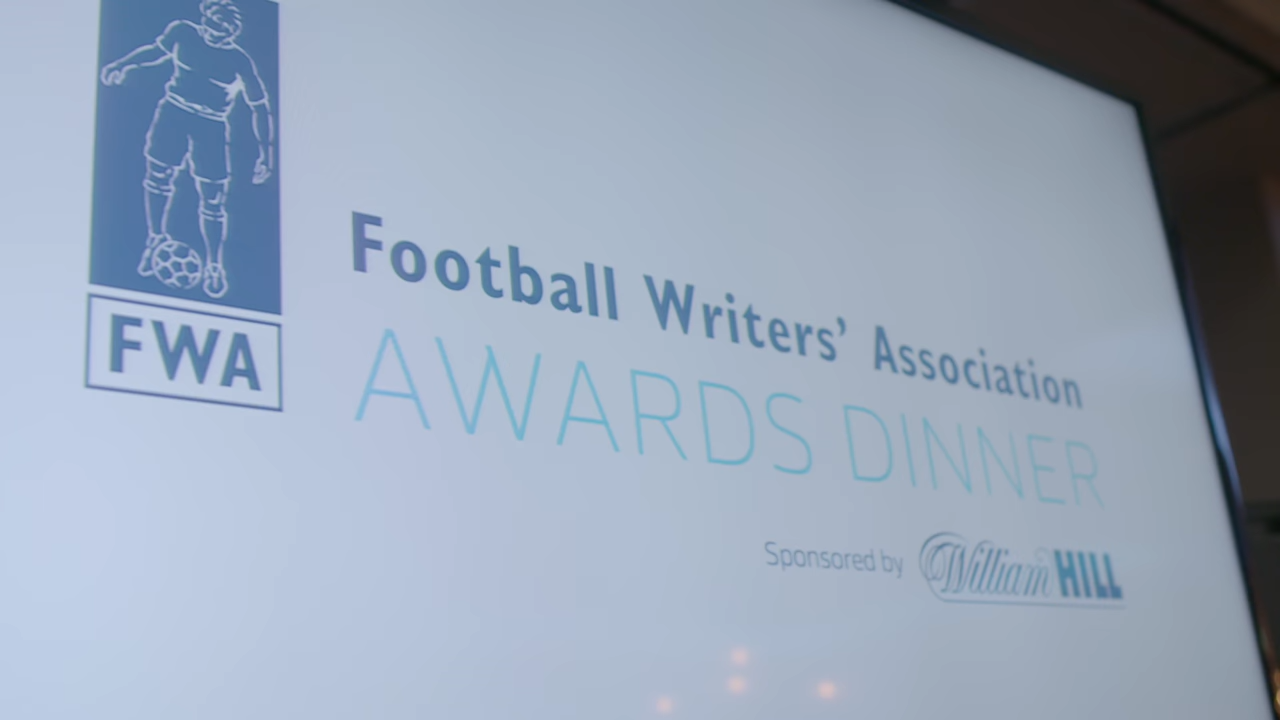 FWA
Football Writers' Association
AWARDS DINNER
Sponsored by William HILL